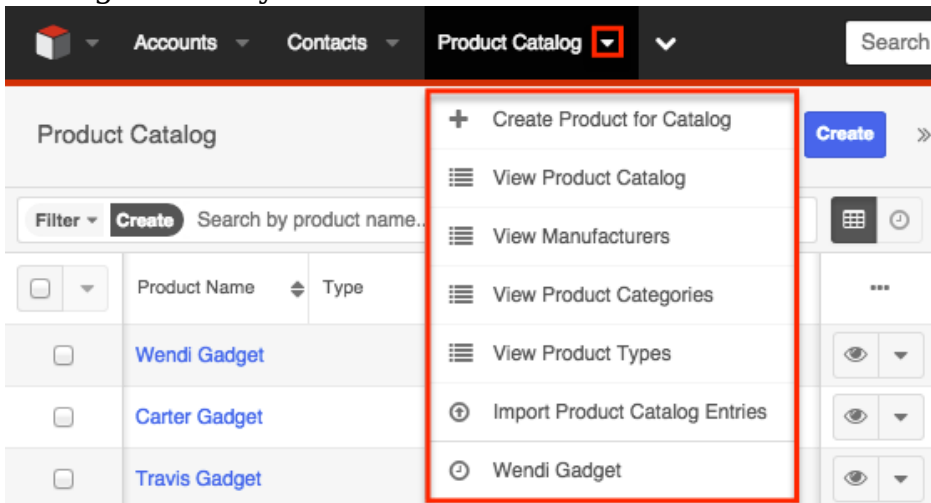 Accounts Contacts Product Catalog Search
Product Catalog
Create
Create Product for Catalog
View Product Catalog
Filter Create Search by product name..
View Manufacturers
Product Name Type
View Product Categories
Wendi Gadget
View Product Types
Carter Gadget
Import Product Catalog Entries
Travis Gadget
Wendi Gadget